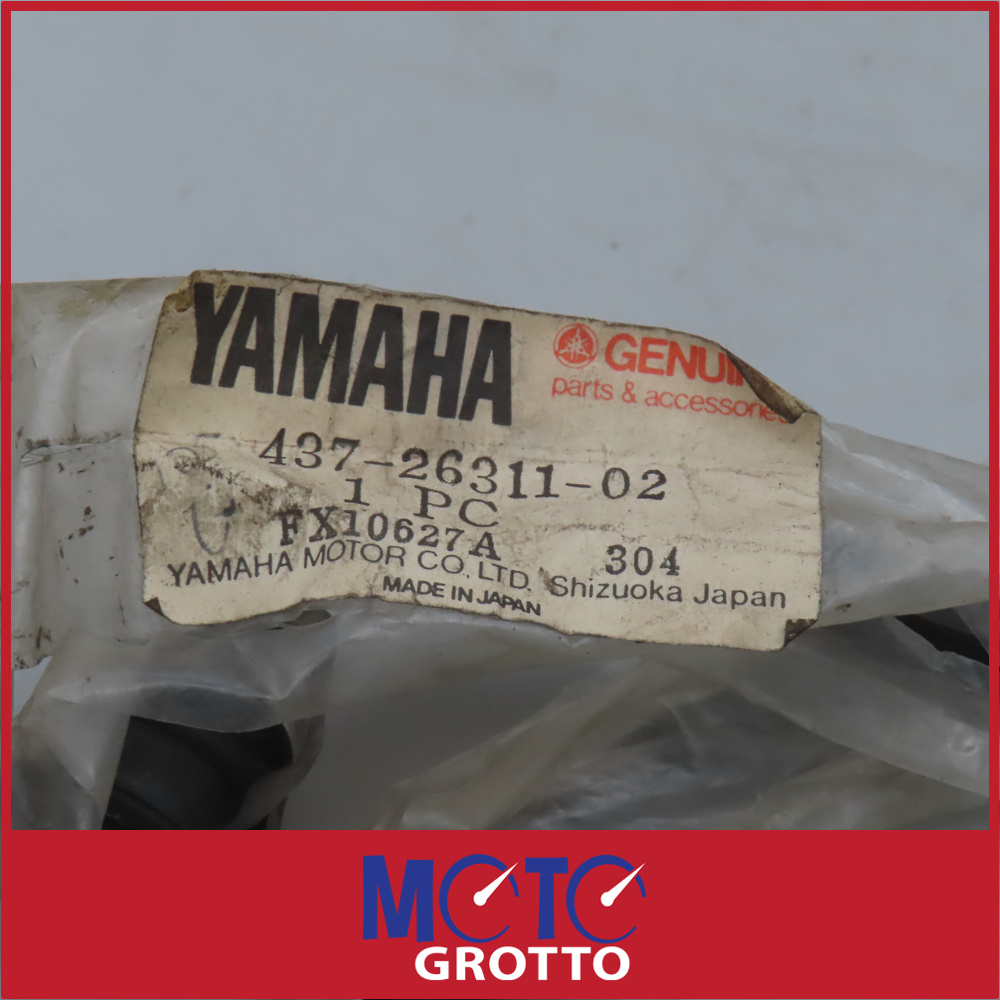 YAMAHA
GENUI
parts & accessories
437-26311-02
1 PC
FX10627A 304
YAMAHA MOTOR CO., LTD. Shizuoka Japan
MADE IN JAPAN
MOTO
GROTTO